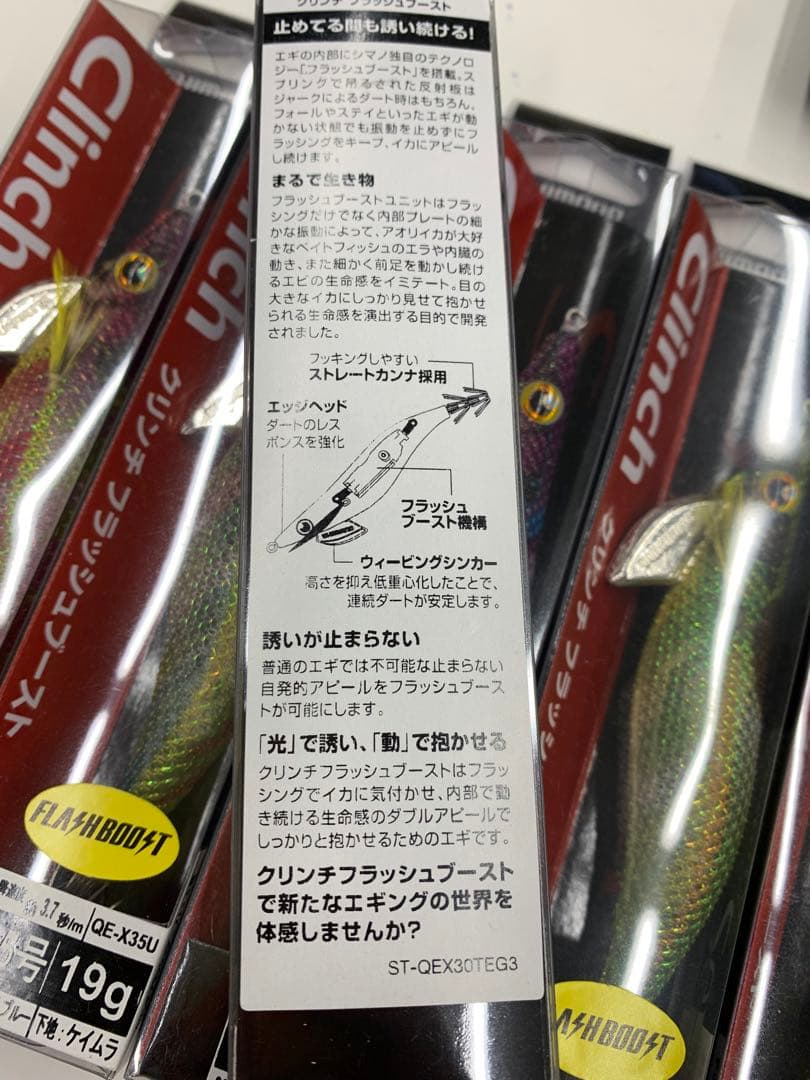 クリンチ フラッシュブースト
止めてる間も誘い続ける!
エギの内部にシマノ独自のテクノロ
ジー「フラッシュブースト」を搭載。ス
プリングで吊るされた反射板は
ジャークによるダート時はもちろん、
フォールやステイといったエギが動
かない状態でも振動を止めずにフ
ラッシングをキープ、イカにアピール
し続けます。
まるで生き物
フラッシュブーストユニットはフラッ
シングだけでなく内部プレートの細
かな振動によって、アオリイカが大好
きなベイトフィッシュのエラや内臓の
動き、また細かく前足を動かし続け
るエビの生命感をイミテート。目の
大きなイカにしっかり見せて抱かせ
られる生命感を演出する目的で開発
されました。
フッキングしやすい
ストレートカンナ採用
エッジヘッド
ダートのレス
ポンスを強化
フラッシュ
ブースト機構
ウィービングシンカー
高さを抑え低重心化したことで、
連続ダートが安定します。
誘いが止まらない
普通のエギでは不可能な止まらない
自発的アピールをフラッシュブース
トが可能にします。
「光」で誘い、「動」で抱かせる
クリンチフラッシュブーストはフラッ
シングでイカに気付かせ、内部で動
き続ける生命感のダブルアピールで
しっかりと抱かせるためのエギです。
クリンチフラッシュブースト
で新たなエギングの世界を
体感しませんか?
ST-QEX30TEG3
Clinch
Clinch
クリンチ フラッシュブースト
FLASHBOOST
3.7秒/m
QE-X35U
号
19g
ブルー
下地:ケイムラ
Clinch
クリンチ フラッシ
ASHBOOST